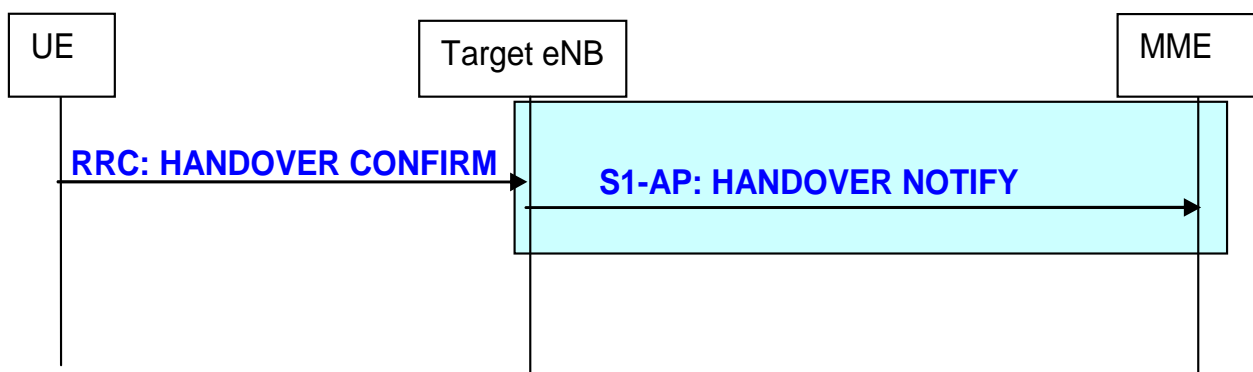 UE
Target eNB
MME
RRC: HANDOVER CONFIRM
S1-AP: HANDOVER NOTIFY